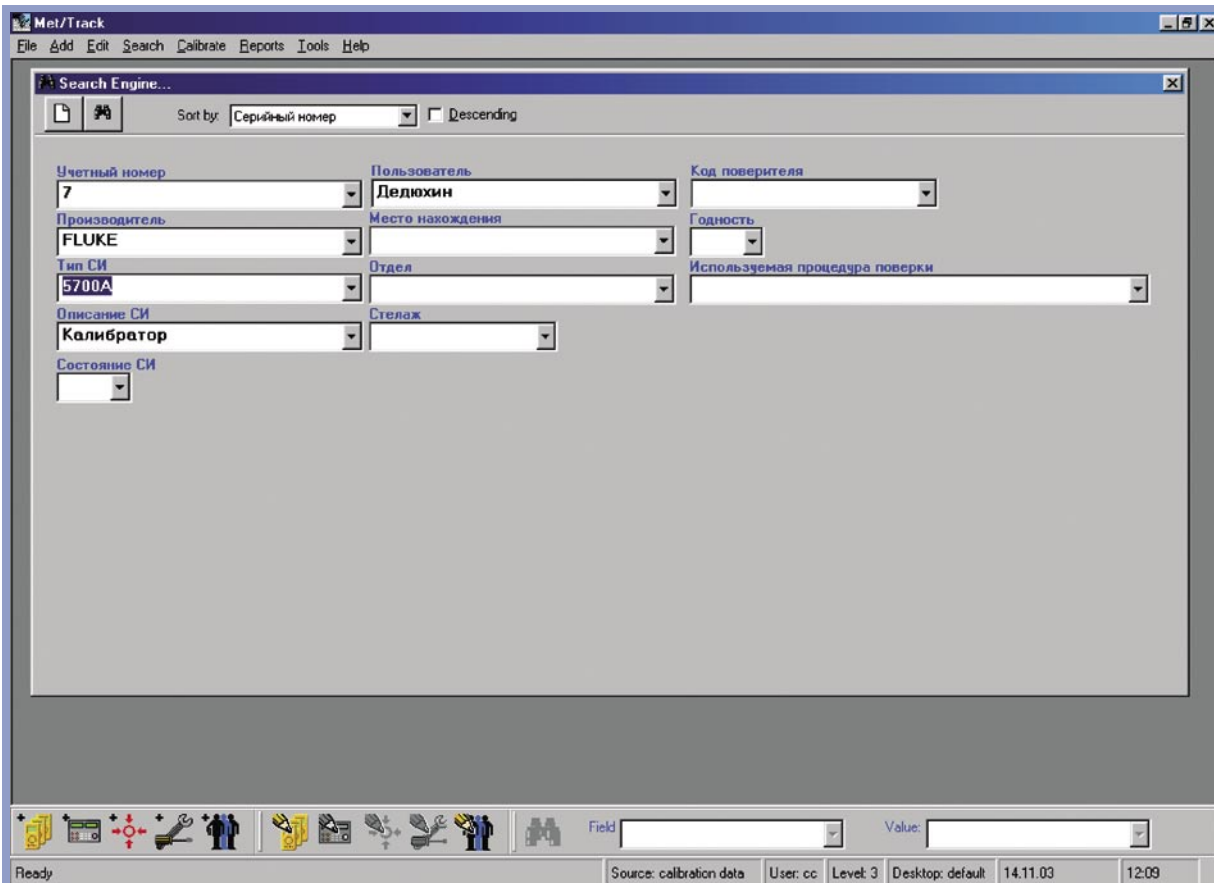 Met/Track
File Add Edit Search Calibrate Reports Tools Help
Search Engine...
Sort by: Серийный номер Descending
Учетный номер Пользователь Код поверителя
7 Дедюхин
Производитель Место нахождения Годность
FLUKE
Тип СИ Отдел Используемая процедура поверки
5700A
Описание СИ Стелаж
Калибратор
Состояние СИ
Field Value:
Ready Source: calibration data User: cc Level: 3 Desktop: default 14.11.03 12:09